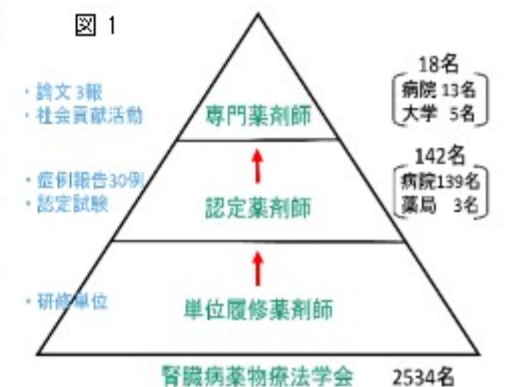 図 1
18名
病院 13名
大学 5名
・論文 3報
・社会貢献活動
専門薬剤師
142名
病院139名
薬局 3名
・症例報告30例
・認定試験
認定薬剤師
・研修単位
単位履修薬剤師
腎臓病薬物療法学会 2534名